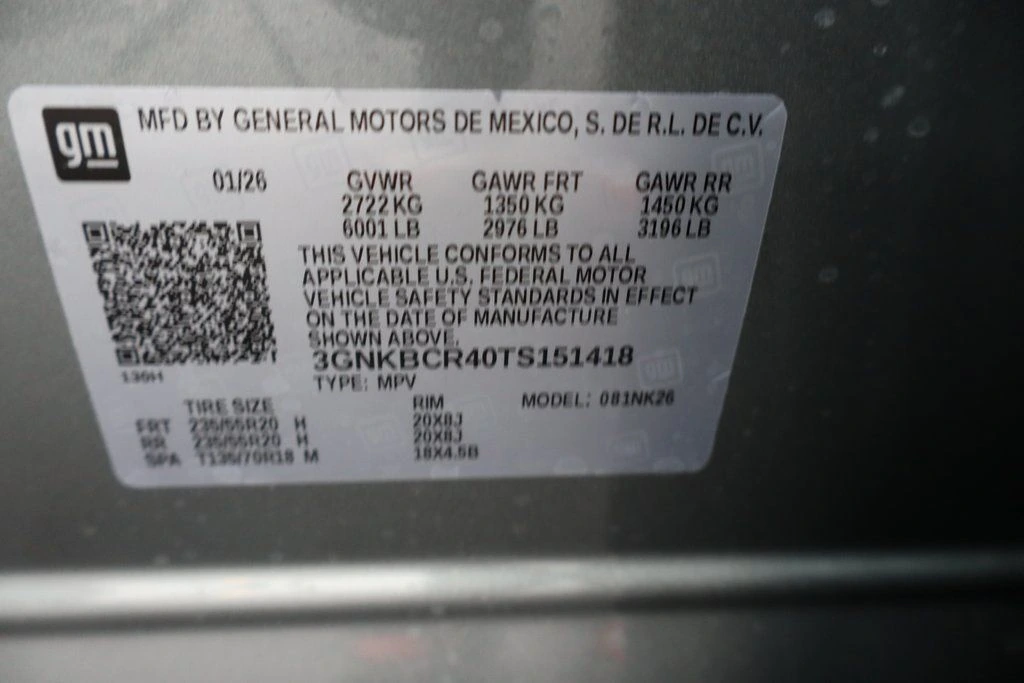 gm
MFD BY GENERAL MOTORS DE MEXICO, S. DE R.L. DE C.V.
01/26 GVWR GAWR FRT GAWR RR
2722 KG 1350 KG 1450 KG
6001 LB 2976 LB 3196 LB
THIS VEHICLE CONFORMS TO ALL
APPLICABLE U.S. FEDERAL MOTOR
VEHICLE SAFETY STANDARDS IN EFFECT
ON THE DATE OF MANUFACTURE
SHOWN ABOVE.
3GNKBCR40TS151418
136H
TYPE: MPV
TIRE SIZE RIM MODEL: 081NK26
FRT 235/55R20 H 20X8J
RR 235/55R20 H 20X8J
SPA T135/70R18 M 18X4.5B